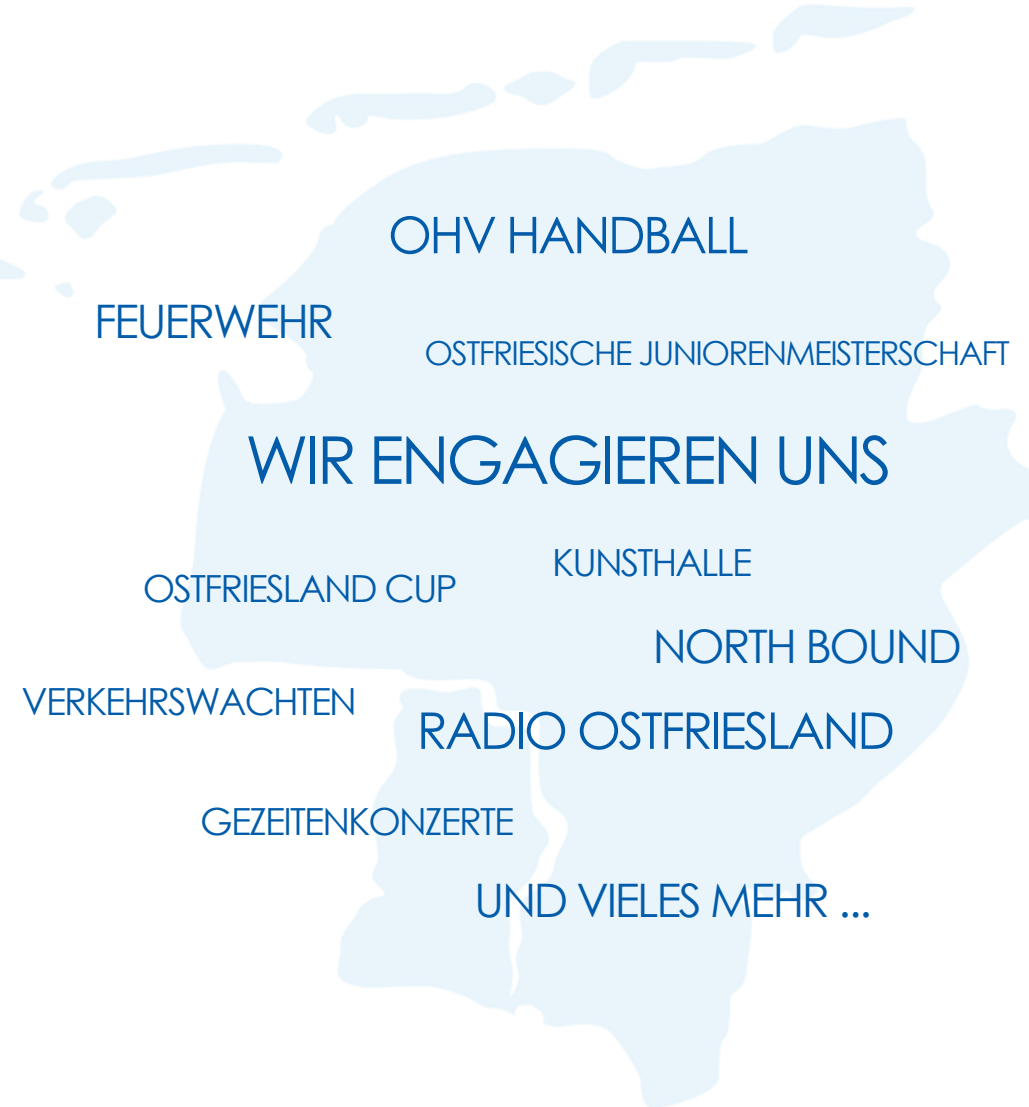 OHV HANDBALL
FEUERWEHR
OSTFRIESISCHE JUNIORENMEISTERSCHAFT
WIR ENGAGIEREN UNS
KUNSTHALLE
OSTFRIESLAND CUP
NORTH BOUND
VERKEHRSWACHTEN
RADIO OSTFRIESLAND
GEZEITENKONZERTE
UND VIELES MEHR ...